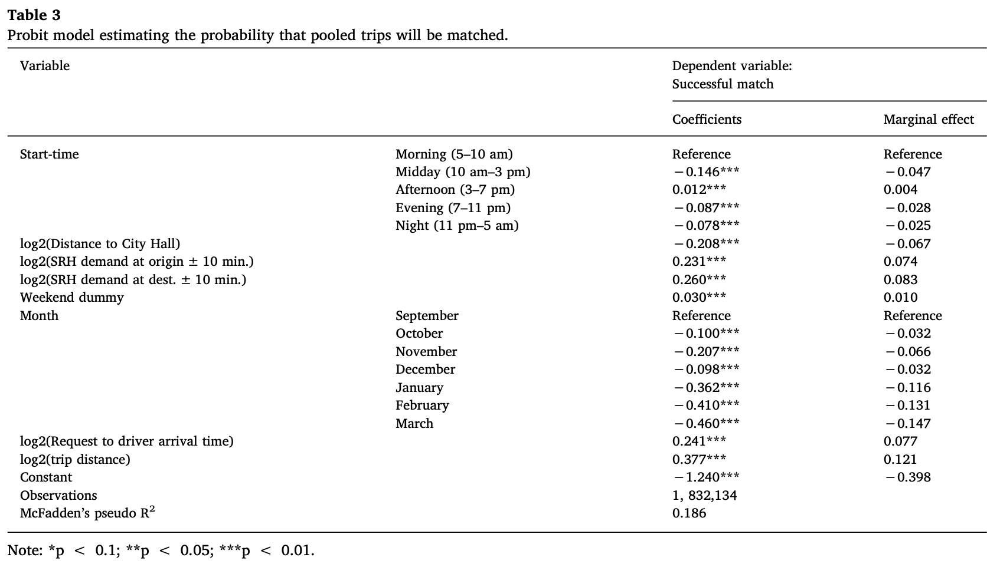 Table 3
Probit model estimating the probability that pooled trips will be matched.
Variable Dependent variable:
Successful match
Coefficients Marginal effect
Start-time Morning (5–10 am) Reference Reference
Midday (10 am–3 pm) −0.146*** −0.047
Afternoon (3–7 pm) 0.012*** 0.004
Evening (7–11 pm) −0.087*** −0.028
Night (11 pm–5 am) −0.078*** −0.025
log2(Distance to City Hall) −0.208*** −0.067
log2(SRH demand at origin ± 10 min.) 0.231*** 0.074
log2(SRH demand at dest. ± 10 min.) 0.260*** 0.083
Weekend dummy 0.030*** 0.010
Month September Reference Reference
October −0.100*** −0.032
November −0.207*** −0.066
December −0.098*** −0.032
January −0.362*** −0.116
February −0.410*** −0.131
March −0.460*** −0.147
log2(Request to driver arrival time) 0.241*** 0.077
log2(trip distance) 0.377*** 0.121
Constant −1.240*** −0.398
Observations 1, 832,134
McFadden's pseudo R² 0.186
Note: *p < 0.1; **p < 0.05; ***p < 0.01.